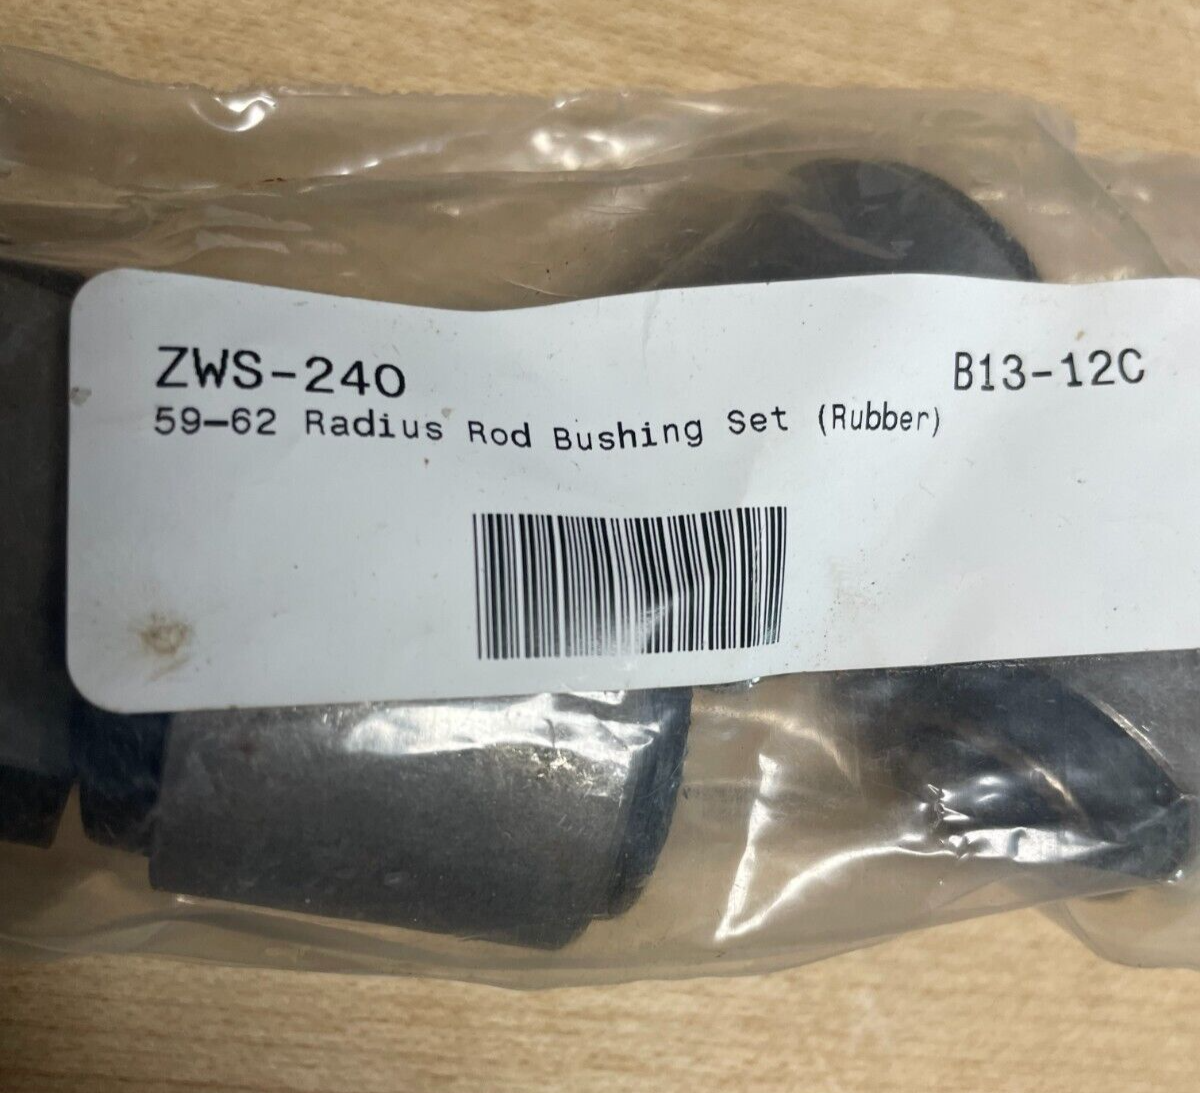 ZWS-240 B13-12C
59-62 Radius Rod Bushing Set (Rubber)